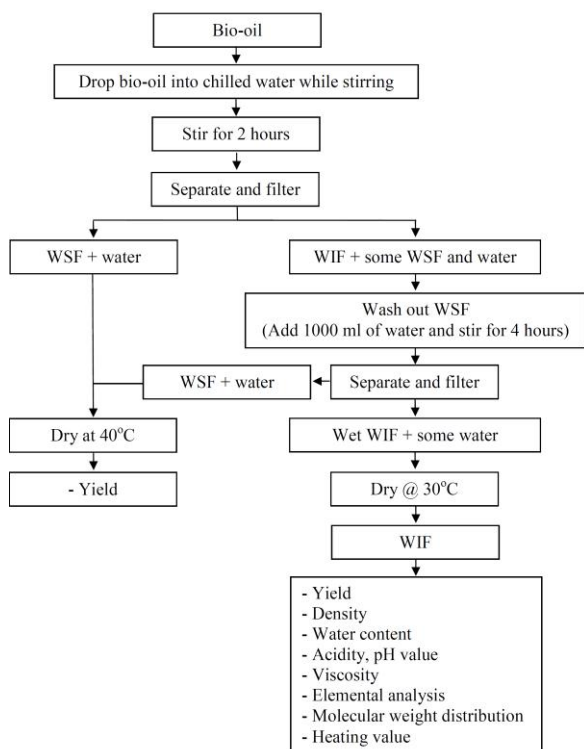 Bio-oil
Drop bio-oil into chilled water while stirring
Stir for 2 hours
Separate and filter
WSF + water
WIF + some WSF and water
Wash out WSF
(Add 1000 ml of water and stir for 4 hours)
WSF + water
Separate and filter
Dry at 40°C
Wet WIF + some water
- Yield
Dry @ 30°C
WIF
- Yield
- Density
- Water content
- Acidity, pH value
- Viscosity
- Elemental analysis
- Molecular weight distribution
- Heating value